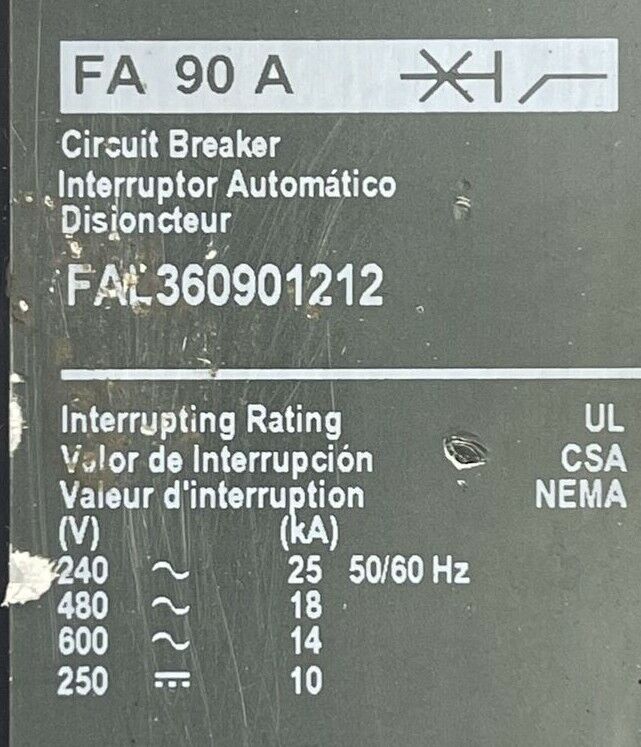 FA 90 A
Circuit Breaker
Interruptor Automático
Disjoncteur
FAL360901212
Interrupting Rating UL
Valor de Interrupción CSA
Valeur d'interruption NEMA
(V) (kA)
240 ~ 25 50/60 Hz
480 ~ 18
600 ~ 14
250 ⎓ 10